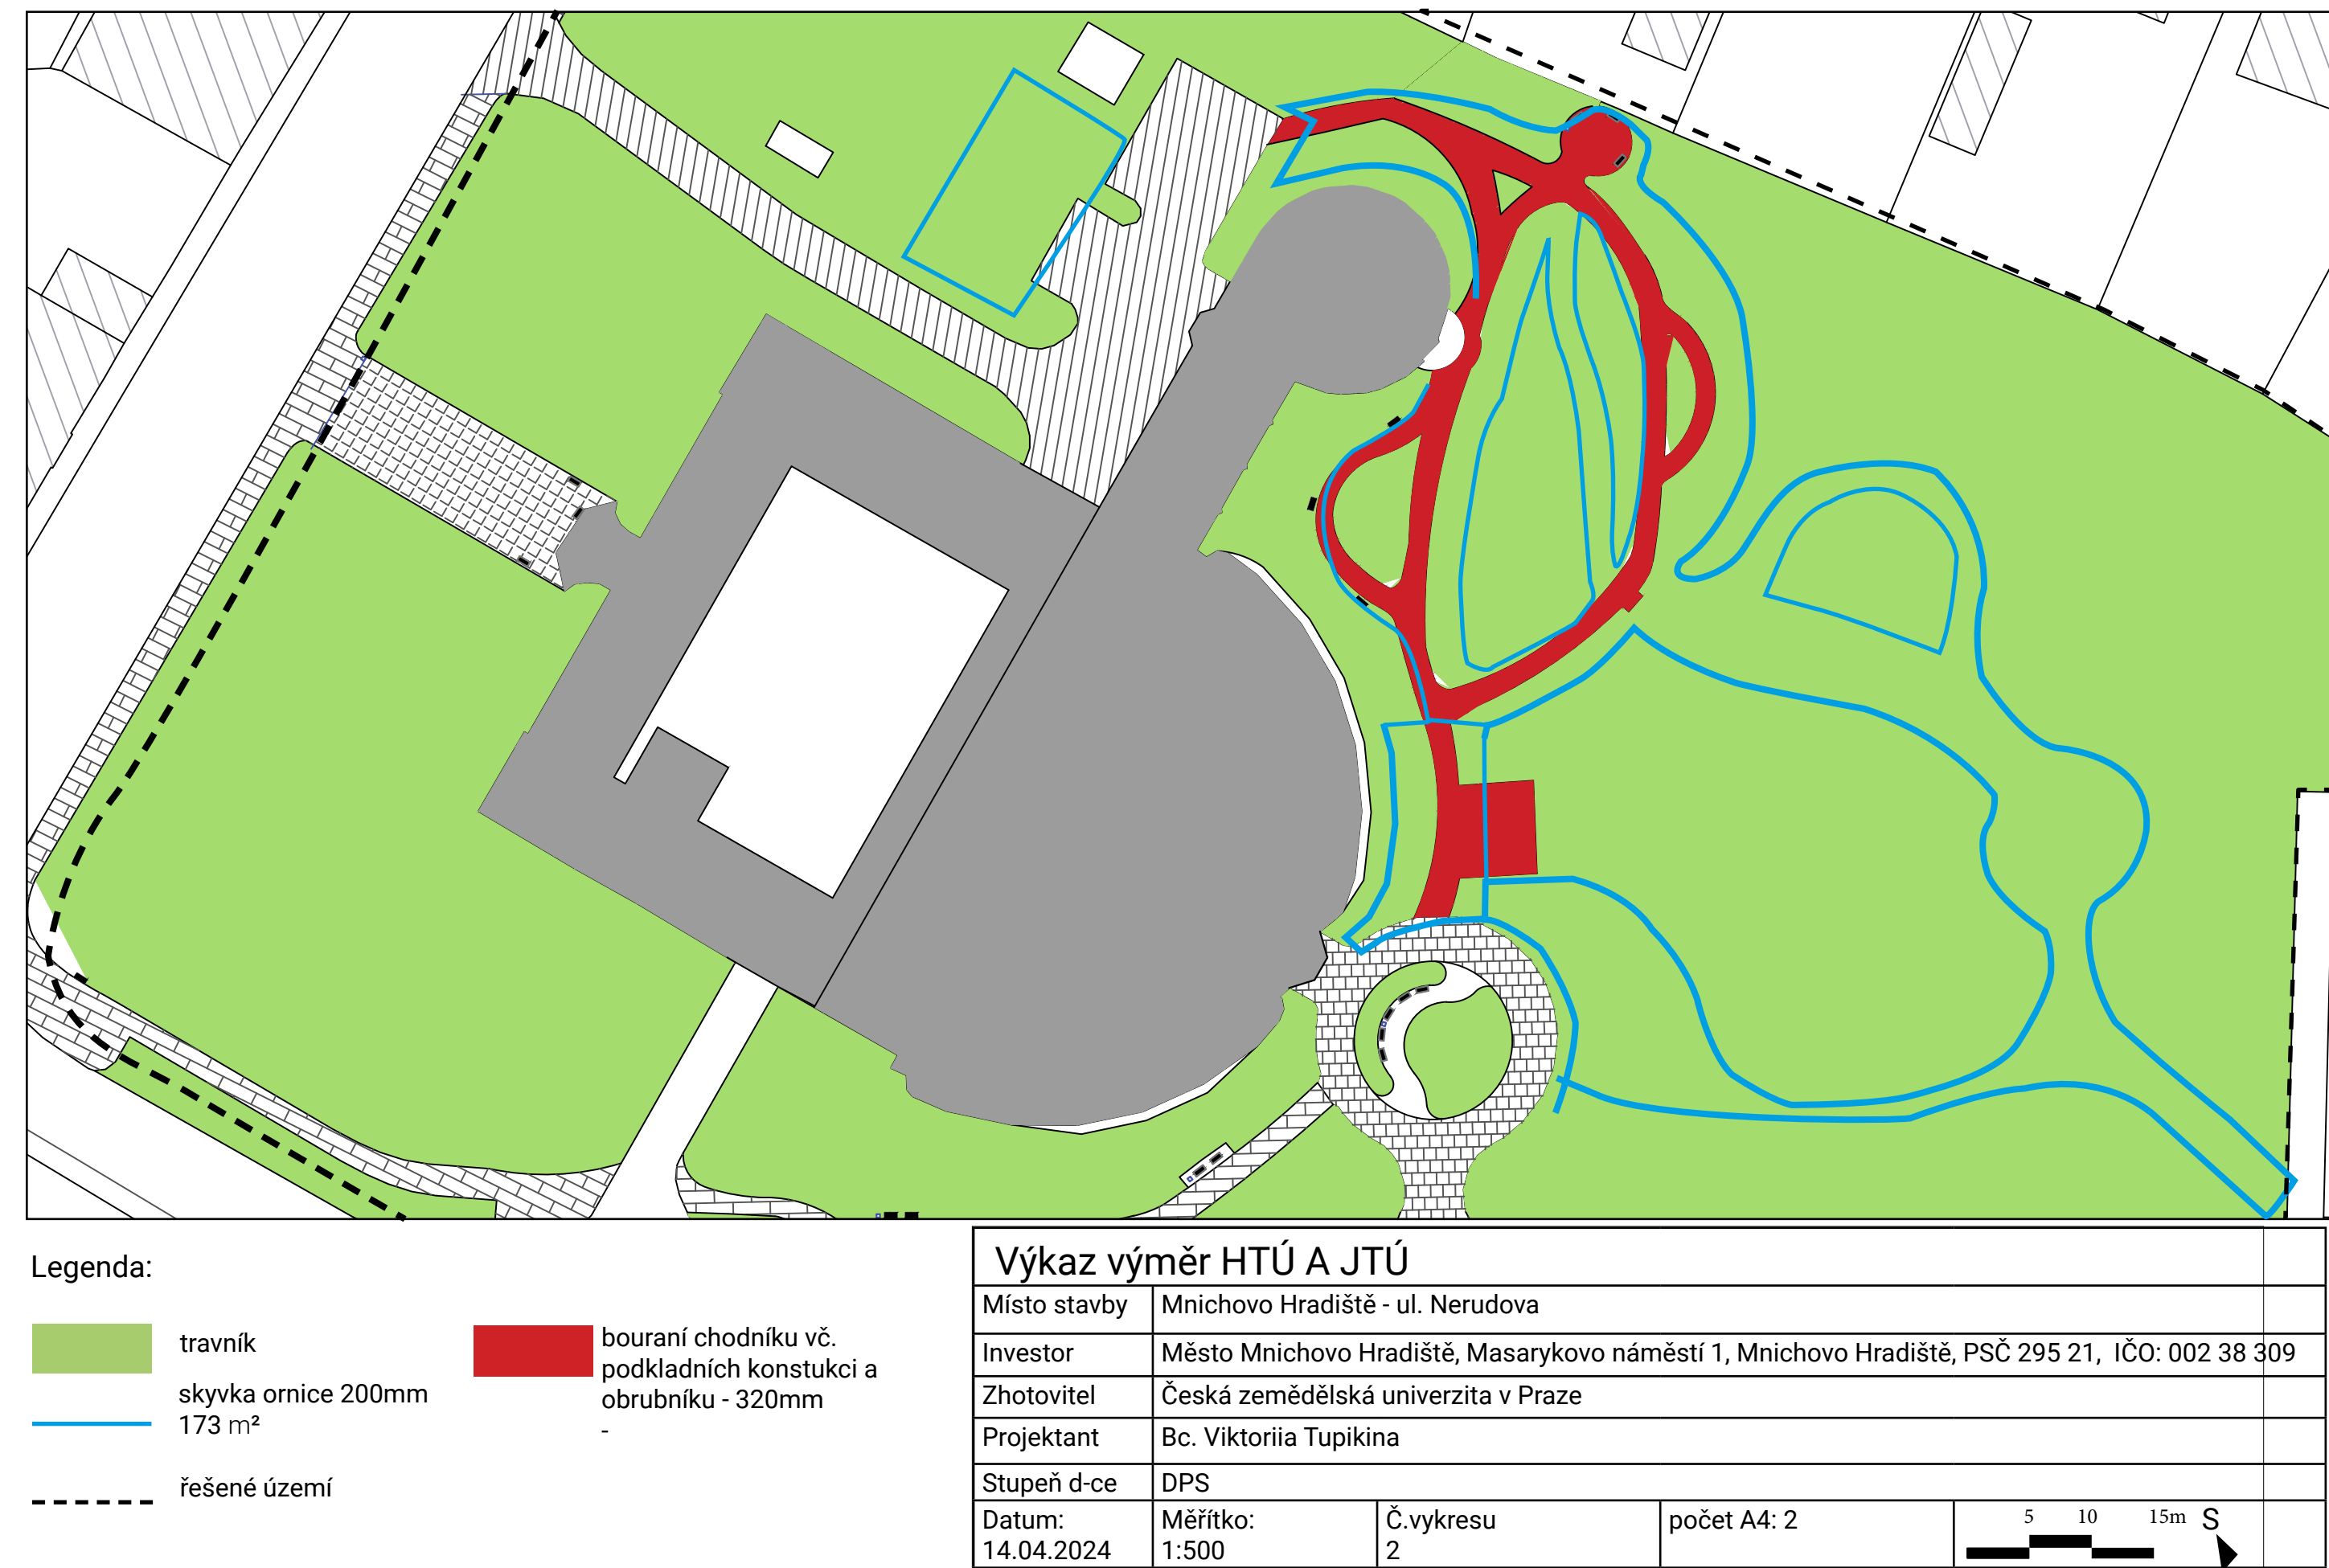 Legenda:
travník
skyvka ornice 200mm
173 m²
řešené území
bouraní chodníku vč.
podkladních konstukci a
obrubníku - 320mm
-
Výkaz výměr HTÚ A JTÚ
Místo stavby Mnichovo Hradiště - ul. Nerudova
Investor Město Mnichovo Hradiště, Masarykovo náměstí 1, Mnichovo Hradiště, PSČ 295 21, IČO: 002 38 309
Zhotovitel Česká zemědělská univerzita v Praze
Projektant Bc. Viktoriia Tupikina
Stupeň d-ce DPS
Datum:
14.04.2024
Měřítko:
1:500
Č.vykresu
2
počet A4: 2
5 10 15m S